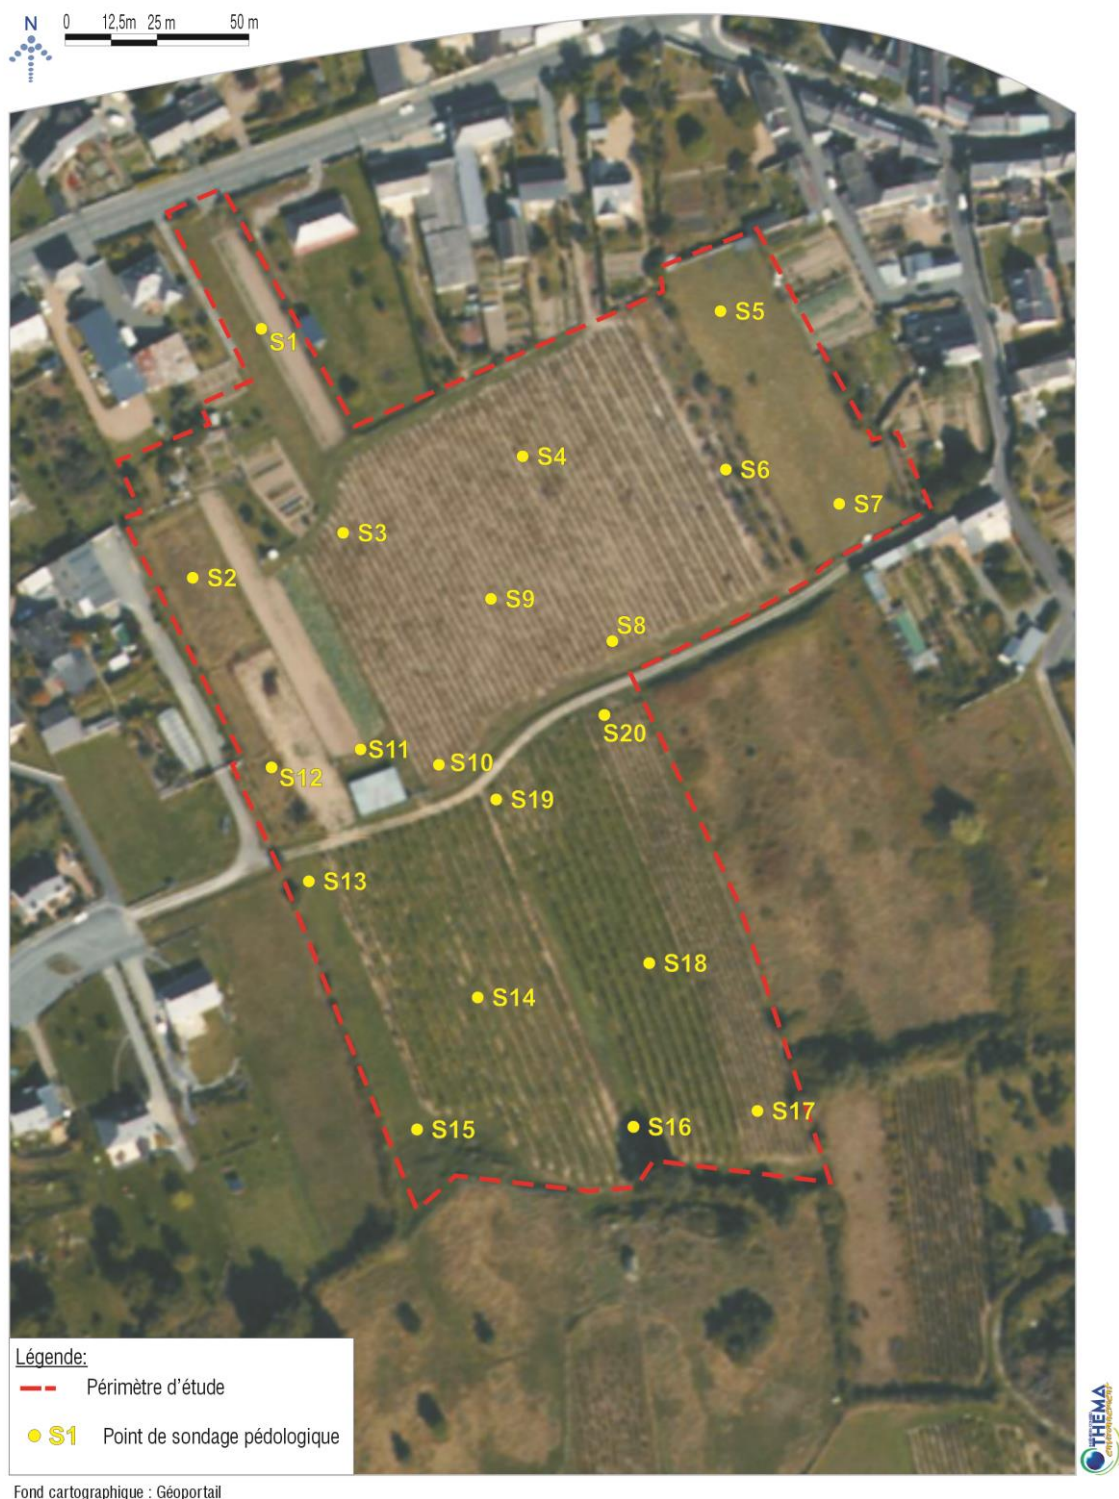 N
0 12,5m 25 m 50 m
S1
S5
S4
S6
S7
S3
S2
S9
S8
S20
S11
S10
S12
S19
S13
S18
S14
S17
S16
S15
Légende:
Périmètre d'étude
S1 Point de sondage pédologique
THEMA
Fond cartographique : Géoportail